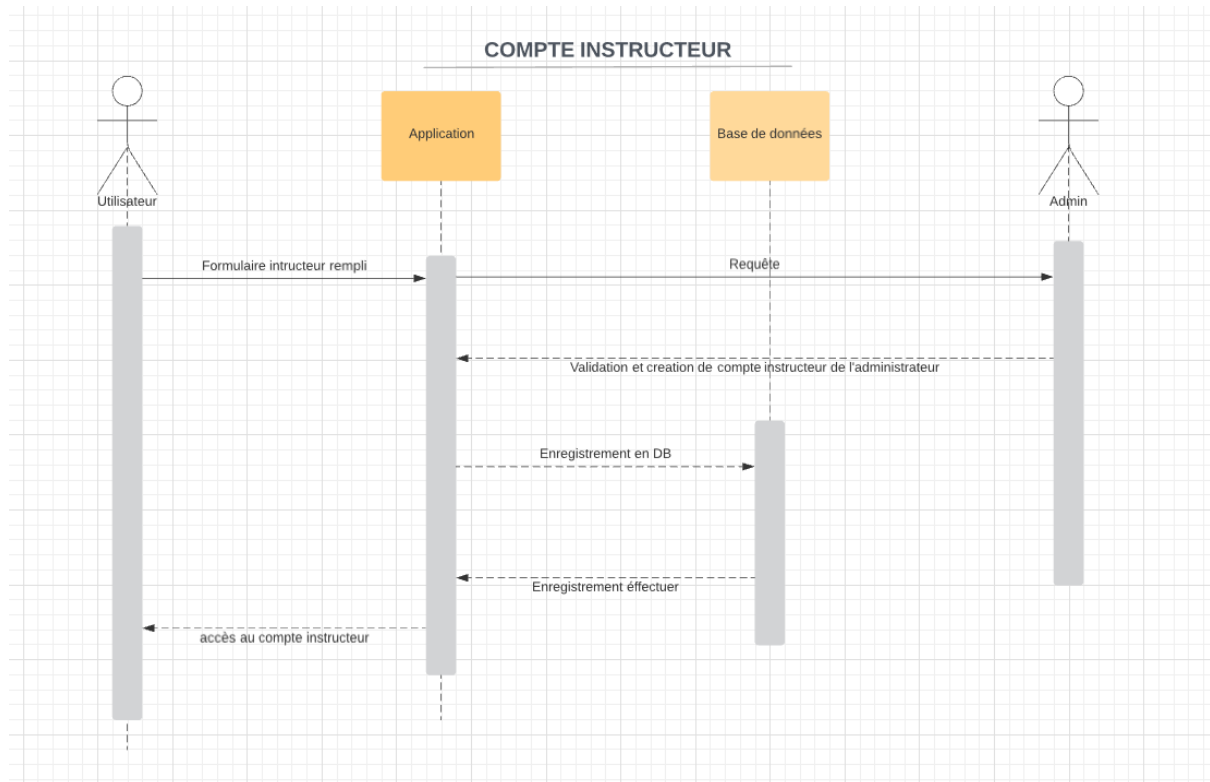 COMPTE INSTRUCTEUR
Application
Base de données
Utilisateur
Admin
Formulaire intructeur rempli
Requête
Validation et creation de compte instructeur de l'administrateur
Enregistrement en DB
Enregistrement éffectuer
accès au compte instructeur